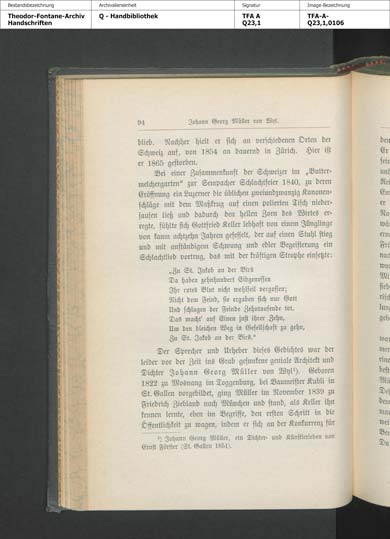 Bestandsbezeichnung
Archivalieneinheit
Signatur
Image-Bezeichnung
Theodor-Fontane-Archiv
Handschriften
Q - Handbibliothek
TFA A
Q23,1
TFA-A-
Q23,1,0106
94 Johann Georg Müller von Wyl.
blieb. Nachher hielt er sich an verschiedenen Orten der
Schweiz auf, von 1854 an dauernd in Zürich. Hier ist
er 1865 gestorben.
Bei einer Zusammenkunft der Schweizer im „Butter-
melchergarten“ zur Sempacher Schlachtfeier 1840, zu deren
Eröffnung ein Luzerner die üblichen zweiundzwanzig Kanonen-
schläge mit dem Maßkrug auf einen polierten Tisch nieder-
sausen ließ und dadurch den hellen Zorn des Wirtes er-
regte, fühlte sich Gottfried Keller lebhaft von einem Jünglinge
von kaum achtzehn Jahren gefesselt, der auf einen Stuhl stieg
und mit anständigem Schwung und edler Begeisterung ein
Schlachtlied vortrug, das mit der kräftigen Strophe einsetzte:
„Zu St. Jakob an der Birs
Da haben zehnhundert Eidgenossen
Ihr rotes Blut nicht wohlfeil vergossen;
Nicht dem Feind, sie ergaben sich nur Gott
Und schlugen der Feinde Zehntausende tot.
Das macht' auf Einen just ihrer Zehn,
Um den bleichen Weg in Gesellschaft zu gehn,
Zu St. Jakob an der Birs.“
Der Sprecher und Urheber dieses Gedichtes war der
leider vor der Zeit ins Grab gesunkene geniale Architekt und
Dichter Johann Georg Müller von Wyl¹). Geboren
1822 zu Mosnang im Toggenburg, bei Baumeister Kubli in
St. Gallen vorgebildet, ging Müller im November 1839 zu
Friedrich Ziebland nach München und stand, als Keller ihn
kennen lernte, eben im Begriffe, den ersten Schritt in die
Öffentlichkeit zu wagen, indem er sich an der Konkurrenz für
¹) Johann Georg Müller, ein Dichter- und Künstlerleben von
Ernst Förster (St. Gallen 1851).